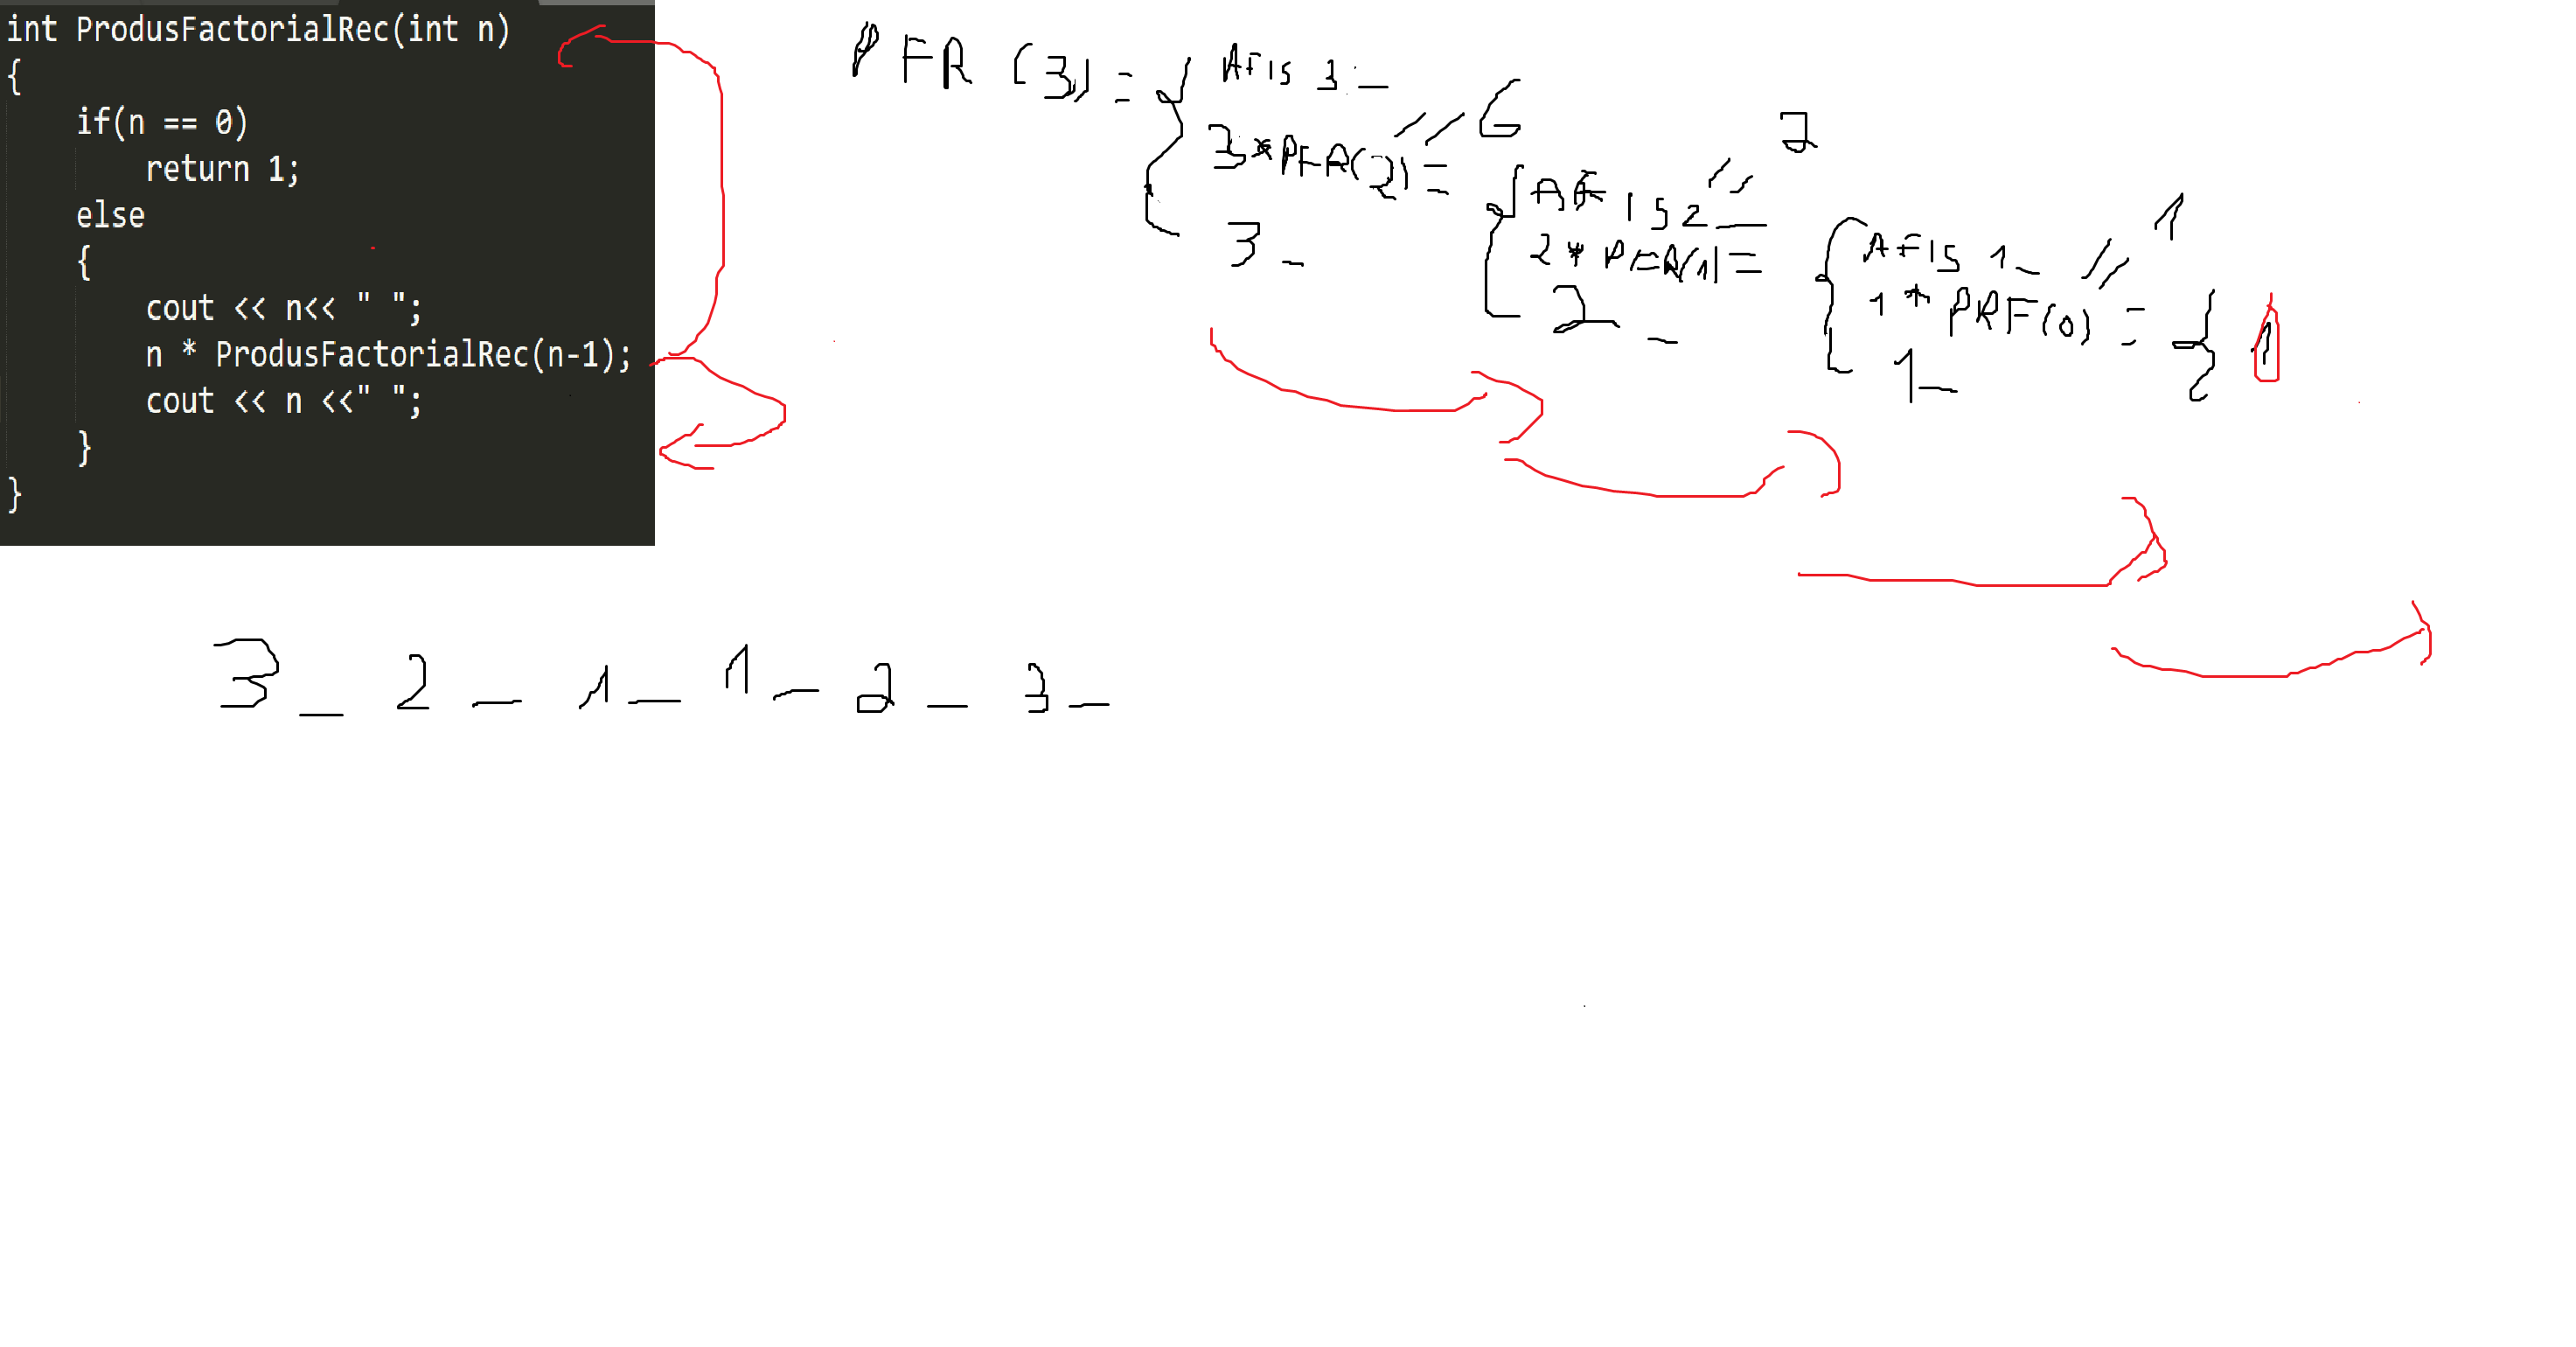 int ProdusFactorialRec(int n)
{
if(n == 0)
return 1;
else
{
cout << n<< " ";
n * ProdusFactorialRec(n-1);
cout << n <<" ";
}
}
PFR (3) = { Afis 3 _
3*PFR(2) = // 6
3 _
{ AFis 2 _ // 2
2 * PFR(1) =
2 _
{ AFis 1 _ // 1
1 * PRF(0) = { 1
1 _
3 _ 2 _ 1 _ 1 _ 2 _ 3 _